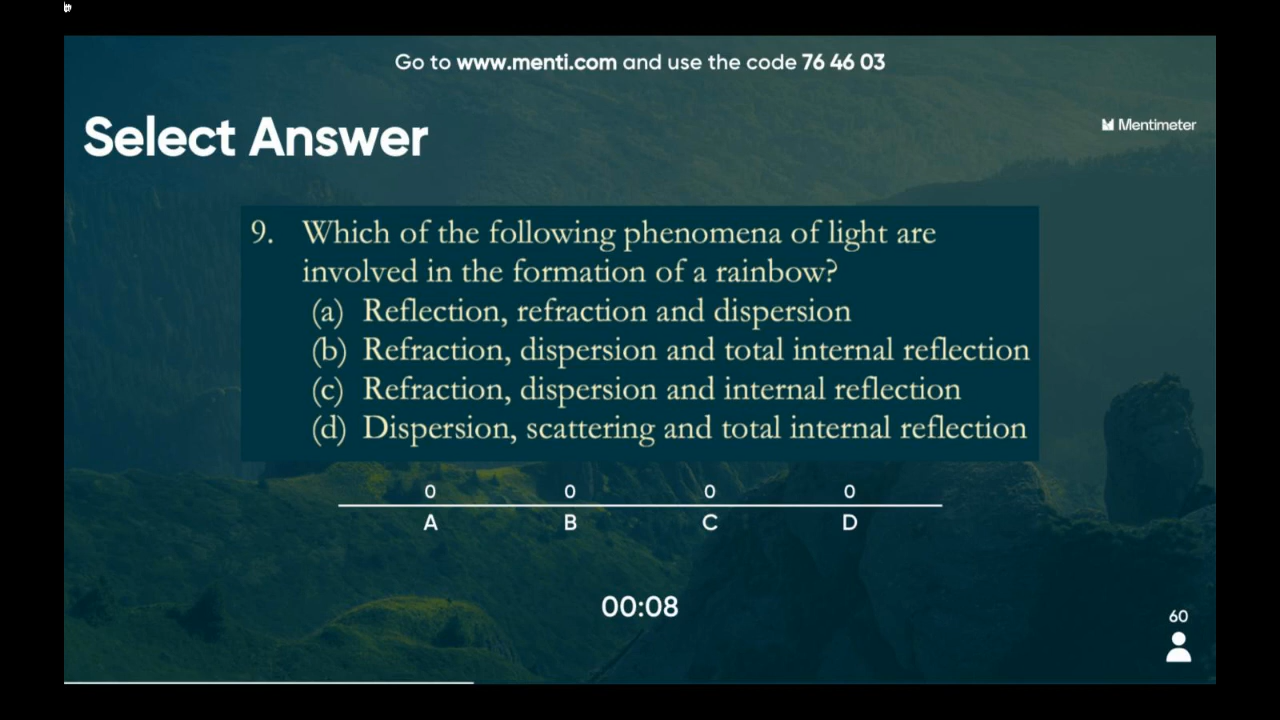 Go to www.menti.com and use the code 76 46 03
Select Answer
Mentimeter
9. Which of the following phenomena of light are
involved in the formation of a rainbow?
(a) Reflection, refraction and dispersion
(b) Refraction, dispersion and total internal reflection
(c) Refraction, dispersion and internal reflection
(d) Dispersion, scattering and total internal reflection
0 0 0 0
A B C D
00:08
60